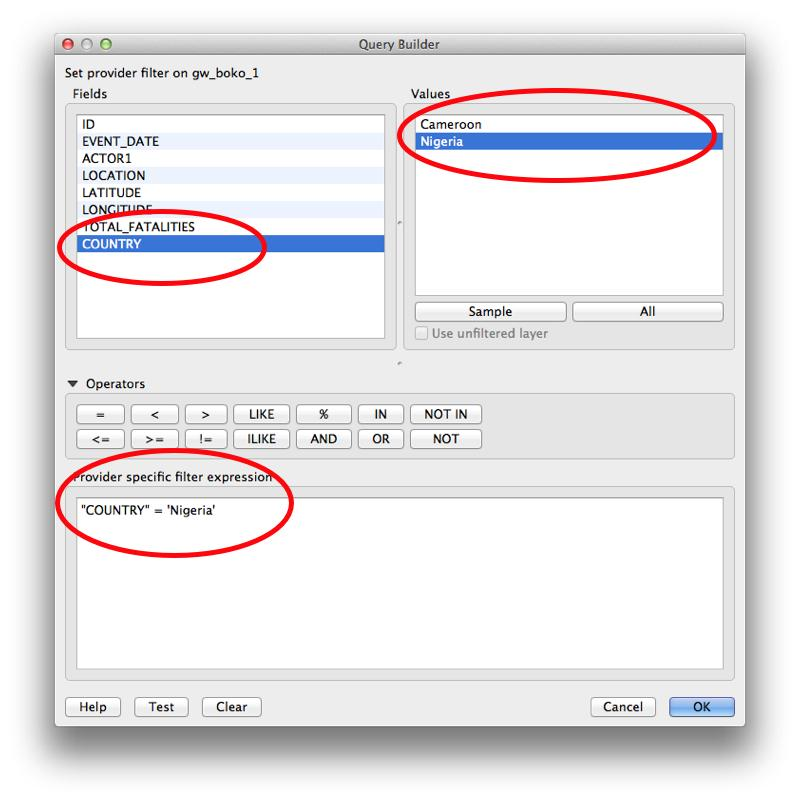 Query Builder
Set provider filter on gw_boko_1
Fields
Values
ID
EVENT_DATE
ACTOR1
LOCATION
LATITUDE
LONGITUDE
TOTAL_FATALITIES
COUNTRY
Cameroon
Nigeria
Sample
All
Use unfiltered layer
Operators
= < > LIKE % IN NOT IN
<= >= != ILIKE AND OR NOT
Provider specific filter expression
"COUNTRY" = 'Nigeria'
Help Test Clear Cancel OK